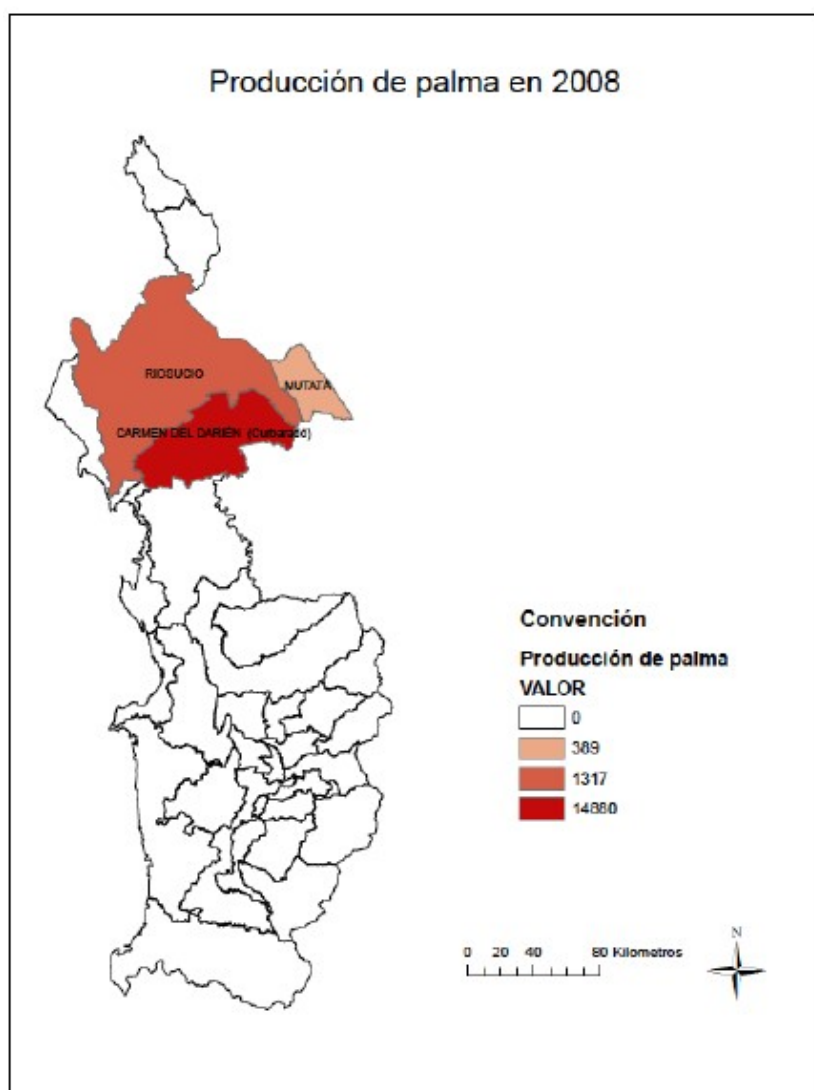 Producción de palma en 2008
RIOSUCIO
MUTATÁ
CARMEN DEL DARIÉN (Curbaradó)
Convención
Producción de palma
VALOR
0
389
1317
14880
N
0 20 40 80 Kilometros